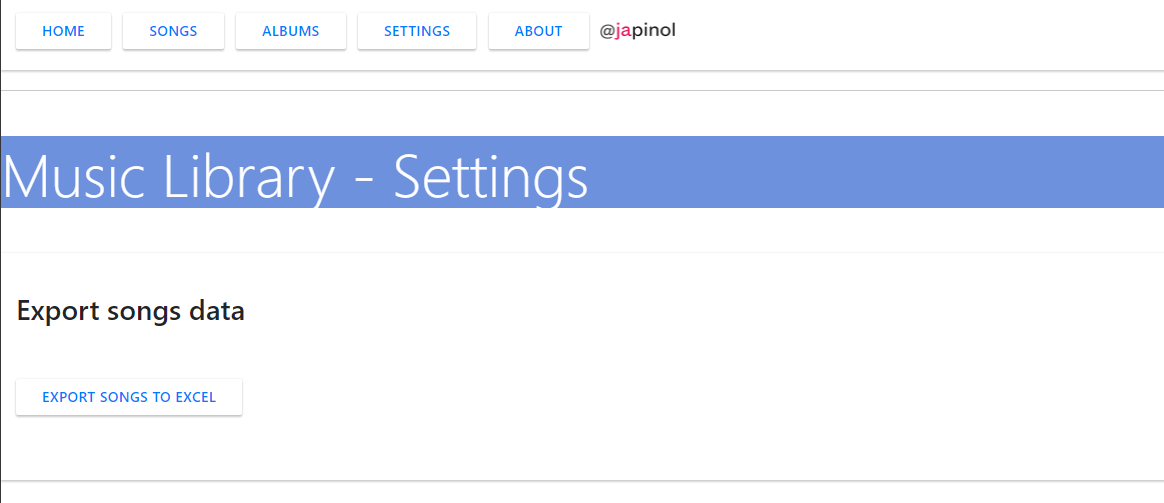 HOME SONGS ALBUMS SETTINGS ABOUT @japinol
Music Library - Settings
Export songs data
EXPORT SONGS TO EXCEL